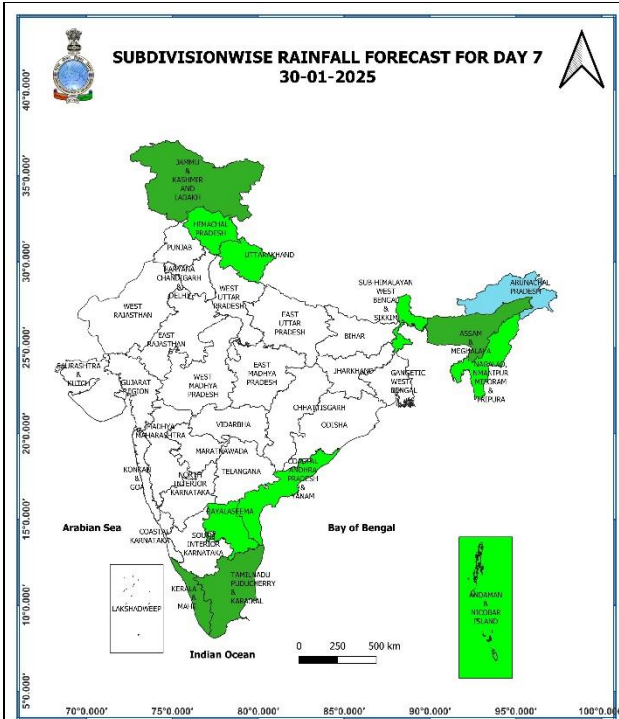 SUBDIVISIONWISE RAINFALL FORECAST FOR DAY 7
30-01-2025
40°0.000'
35°0.000'
30°0.000'
25°0.000'
20°0.000'
15°0.000'
10°0.000'
5°0.000'
JAMMU
&
KASHMIR
AND
LADAKH
HIMACHAL
PRADESH
PUNJAB
UTTARAKHAND
HARYANA
CHANDIGARH
&
DELHI
WEST
UTTAR
PRADESH
WEST
RAJASTHAN
EAST
RAJASTHAN
EAST
UTTAR
PRADESH
SUB-HIMALAYAN
WEST
BENGAL
&
SIKKIM
ARUNACHAL
PRADESH
ASSAM
&
MEGHALAYA
NAGALAND
MANIPUR
MIZORAM
&
TRIPURA
BIHAR
SAURASHTRA
&
KUTCH
GUJARAT
REGION
WEST
MADHYA
PRADESH
EAST
MADHYA
PRADESH
JHARKHAND
GANGETIC
WEST
BENGAL
CHHATTISGARH
ODISHA
MADHYA
MAHARASHTRA
VIDARBHA
MARATHAWADA
KONKAN
&
GOA
NORTH
INTERIOR
KARNATAKA
TELANGANA
COASTAL
ANDHRA
PRADESH
&
YANAM
RAYALASEEMA
COASTAL
KARNATAKA
SOUTH
INTERIOR
KARNATAKA
Arabian Sea
Bay of Bengal
TAMILNADU
PUDUCHERRY
&
KARAIKAL
KERALA
&
MAHE
LAKSHADWEEP
ANDAMAN
&
NICOBAR
ISLAND
Indian Ocean
0 250 500 km
70°0.000' 75°0.000' 80°0.000' 85°0.000' 90°0.000' 95°0.000' 100°0.000'